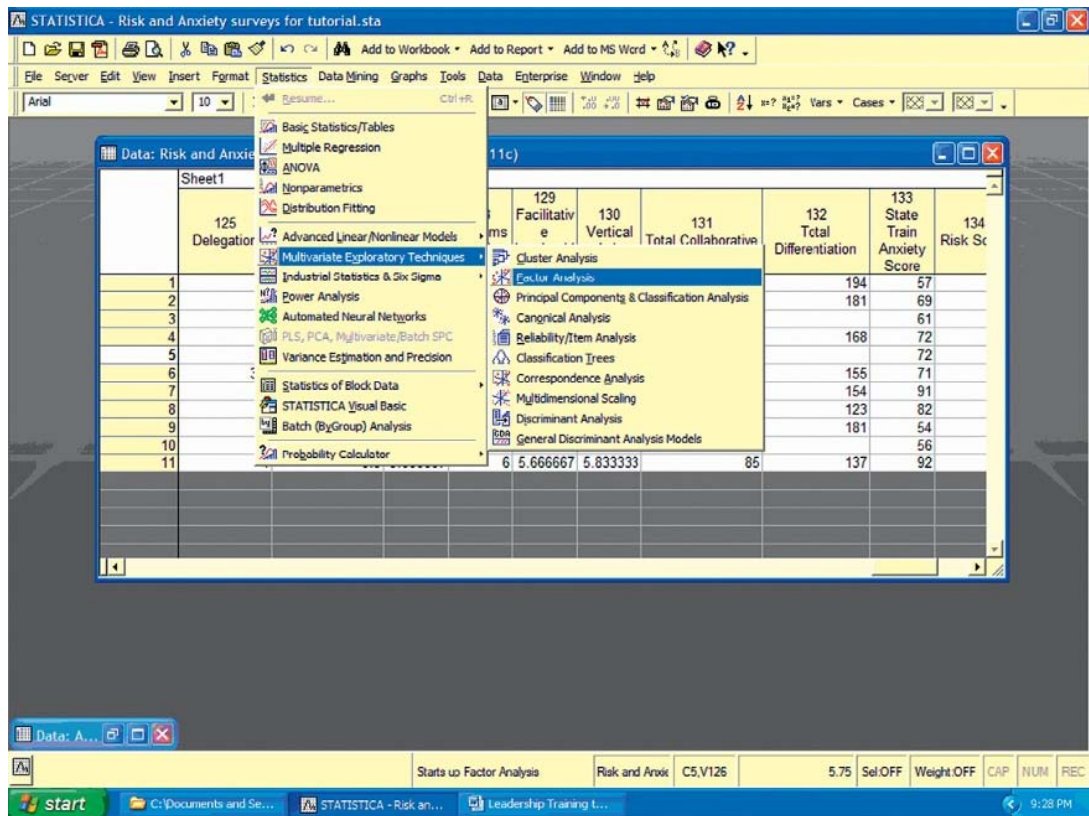 STATISTICA - Risk and Anxiety surveys for tutorial.sta
Add to Workbook Add to Report Add to MS Word
File Server Edit View Insert Format Statistics Data Mining Graphs Tools Data Enterprise Window Help
Arial 10 Vars Cases
Resume... Ctrl+R
Basic Statistics/Tables
Multiple Regression
ANOVA
Nonparametrics
Distribution Fitting
Advanced Linear/Nonlinear Models
Multivariate Exploratory Techniques
Industrial Statistics & Six Sigma
Power Analysis
Automated Neural Networks
PLS, PCA, Multivariate/Batch SPC
Variance Estimation and Precision
Statistics of Block Data
STATISTICA Visual Basic
Batch (ByGroup) Analysis
Probability Calculator
Cluster Analysis
Factor Analysis
Principal Components & Classification Analysis
Canonical Analysis
Reliability/Item Analysis
Classification Trees
Correspondence Analysis
Multidimensional Scaling
Discriminant Analysis
General Discriminant Analysis Models
Data: Risk and Anxie 11c)
Sheet1
125 Delegation
ms
129 Facilitativ e
130 Vertical
131 Total Collaborative
132 Total Differentiation
133 State Train Anxiety Score
134 Risk Sc
1 194 57
2 181 69
3 61
4 168 72
5 72
6 3 155 71
7 154 91
8 123 82
9 181 54
10 56
11 6 5.666667 5.833333 85 137 92
Data: A...
Starts up Factor Analysis Risk and Anxie C5,V126 5.75 Sel:OFF Weight:OFF CAP NUM REC
start C:\Documents and Se... STATISTICA - Risk an... Leadership Training t... 9:28 PM